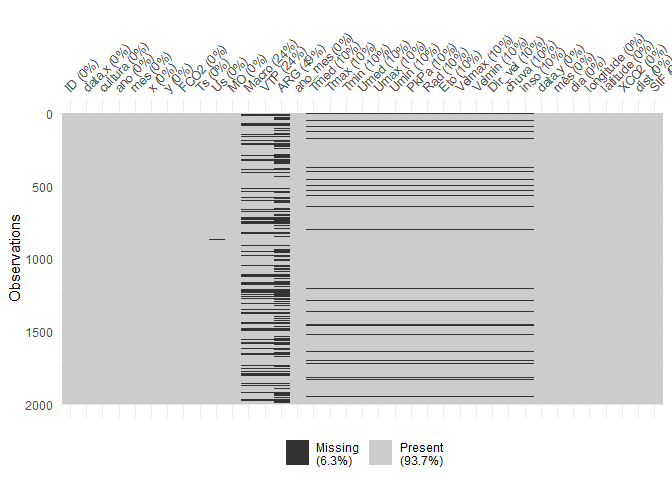 ID (0%)
data_x (0%)
cultura (0%)
ano (0%)
mes (0%)
x (0%)
y (0%)
FCO2 (0%)
Ts (0%)
Us (0%)
MO (0%)
Macro (24%)
VTP (24%)
ARG (49%)
ano_mes (0%)
Tmed (10%)
Tmax (10%)
Tmin (10%)
Umed (10%)
Umax (10%)
Umin (10%)
PkPa (10%)
Rad (10%)
Eto (10%)
Velmax (10%)
Velmin (10%)
Dir_vel (10%)
chuva (10%)
inso (10%)
data_y (0%)
mês (0%)
dia (0%)
longitude (0%)
latitude (0%)
XCO2 (0%)
dist (0%)
SIF
0
500
1000
1500
2000
Observations
Missing
(6.3%)
Present
(93.7%)